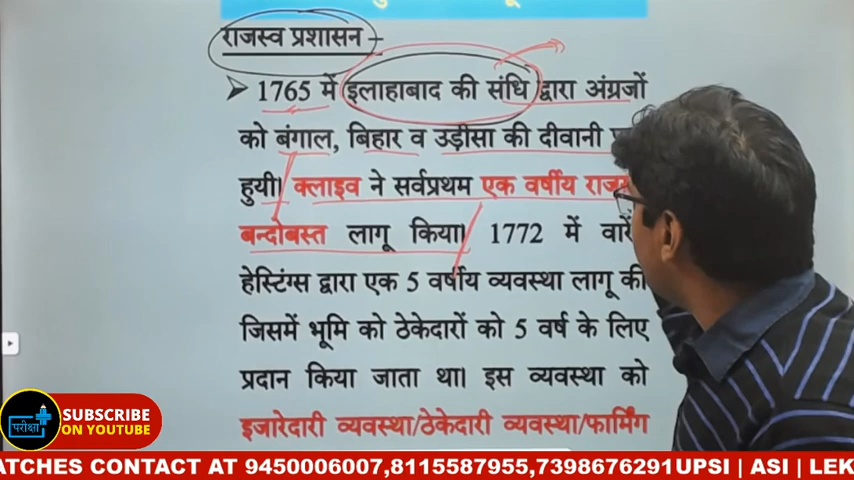 राजस्व प्रशासन –
➤ 1765 में इलाहाबाद की संधि द्वारा अंग्रजों
को बंगाल, बिहार व उड़ीसा की दीवानी
हुयी। क्लाइव ने सर्वप्रथम एक वर्षीय
बन्दोबस्त लागू किया। 1772 में
हेस्टिंग्स द्वारा एक 5 वर्षीय व्यवस्था लागू की
जिसमें भूमि को ठेकेदारों को 5 वर्ष के लिए
प्रदान किया जाता था। इस व्यवस्था को
इजारेदारी व्यवस्था/ठेकेदारी व्यवस्था/फार्मिंग
परीक्षा
SUBSCRIBE
ON YOUTUBE
ATCHES CONTACT AT 9450006007,8115587955,7398676291UPSI | ASI | LEK